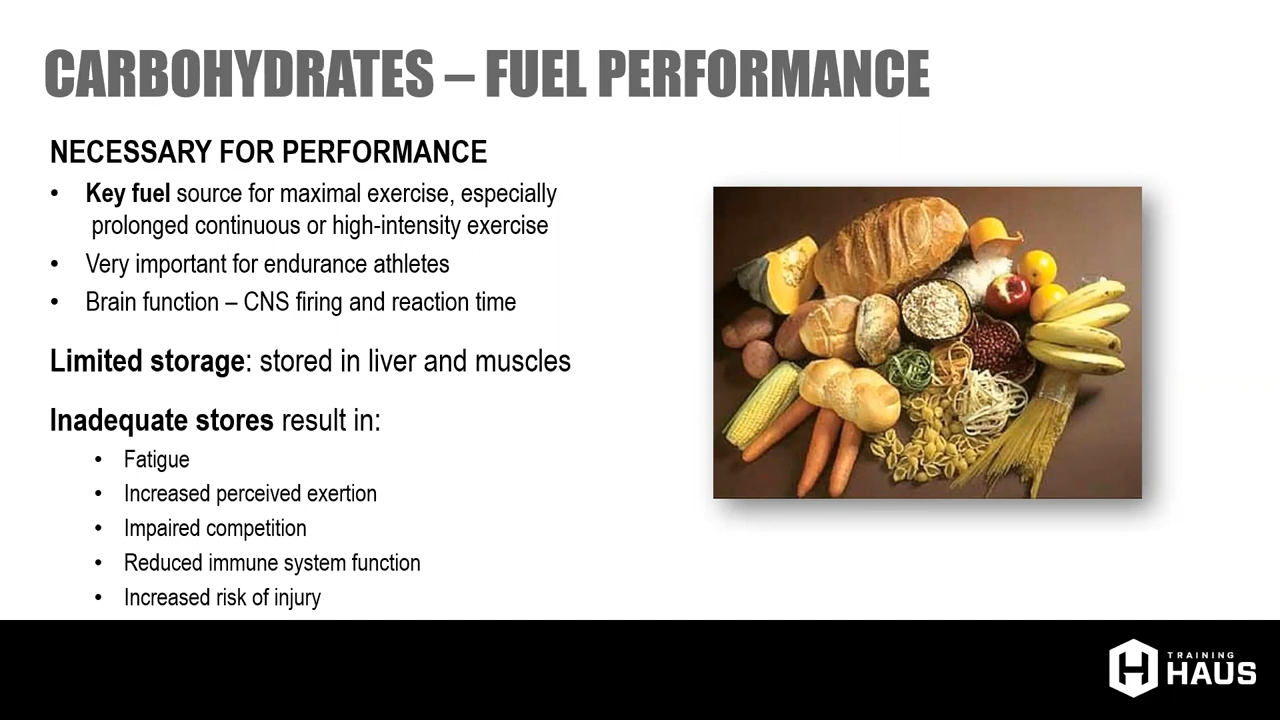 CARBOHYDRATES – FUEL PERFORMANCE
NECESSARY FOR PERFORMANCE
• Key fuel source for maximal exercise, especially
prolonged continuous or high-intensity exercise
• Very important for endurance athletes
• Brain function – CNS firing and reaction time
Limited storage: stored in liver and muscles
Inadequate stores result in:
• Fatigue
• Increased perceived exertion
• Impaired competition
• Reduced immune system function
• Increased risk of injury
TRAINING
HAUS